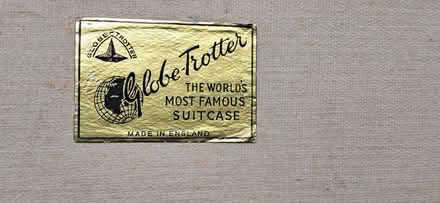 GLOBE-TROTTER
Globe-Trotter
THE WORLD'S
MOST FAMOUS
SUITCASE
MADE IN ENGLAND